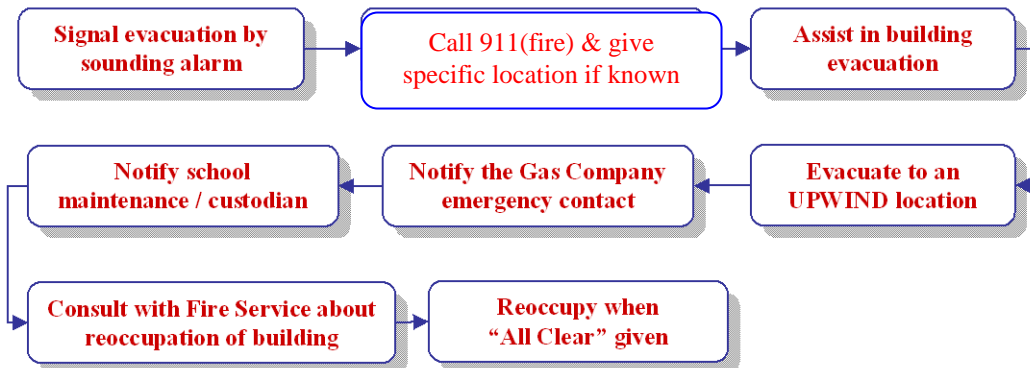 Signal evacuation by
sounding alarm
Call 911(fire) & give
specific location if known
Assist in building
evacuation
Evacuate to an
UPWIND location
Notify the Gas Company
emergency contact
Notify school
maintenance / custodian
Consult with Fire Service about
reoccupation of building
Reoccupy when
“All Clear” given